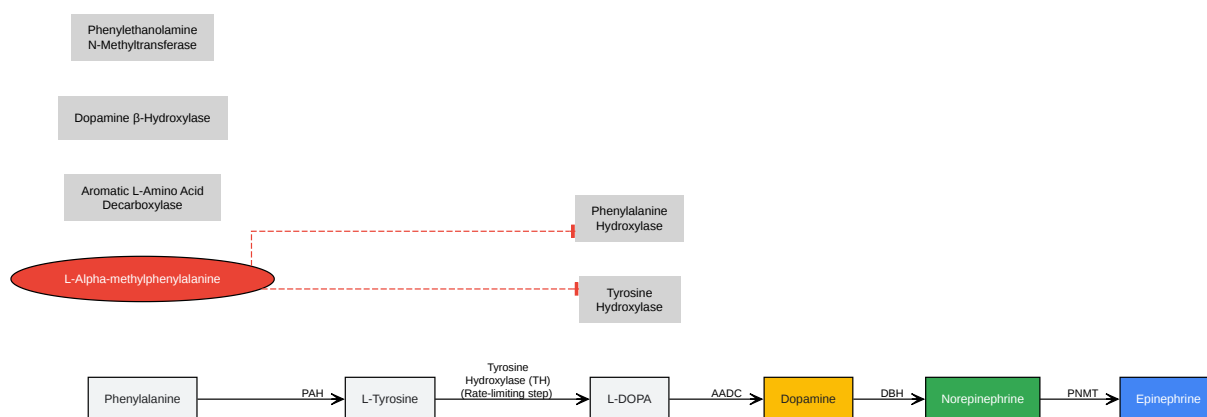 Phenylethanolamine
N-Methyltransferase
Dopamine β-Hydroxylase
Aromatic L-Amino Acid
Decarboxylase
Phenylalanine
Hydroxylase
L-Alpha-methylphenylalanine
Tyrosine
Hydroxylase
Phenylalanine
PAH
L-Tyrosine
Tyrosine
Hydroxylase (TH)
(Rate-limiting step)
L-DOPA
AADC
Dopamine
DBH
Norepinephrine
PNMT
Epinephrine